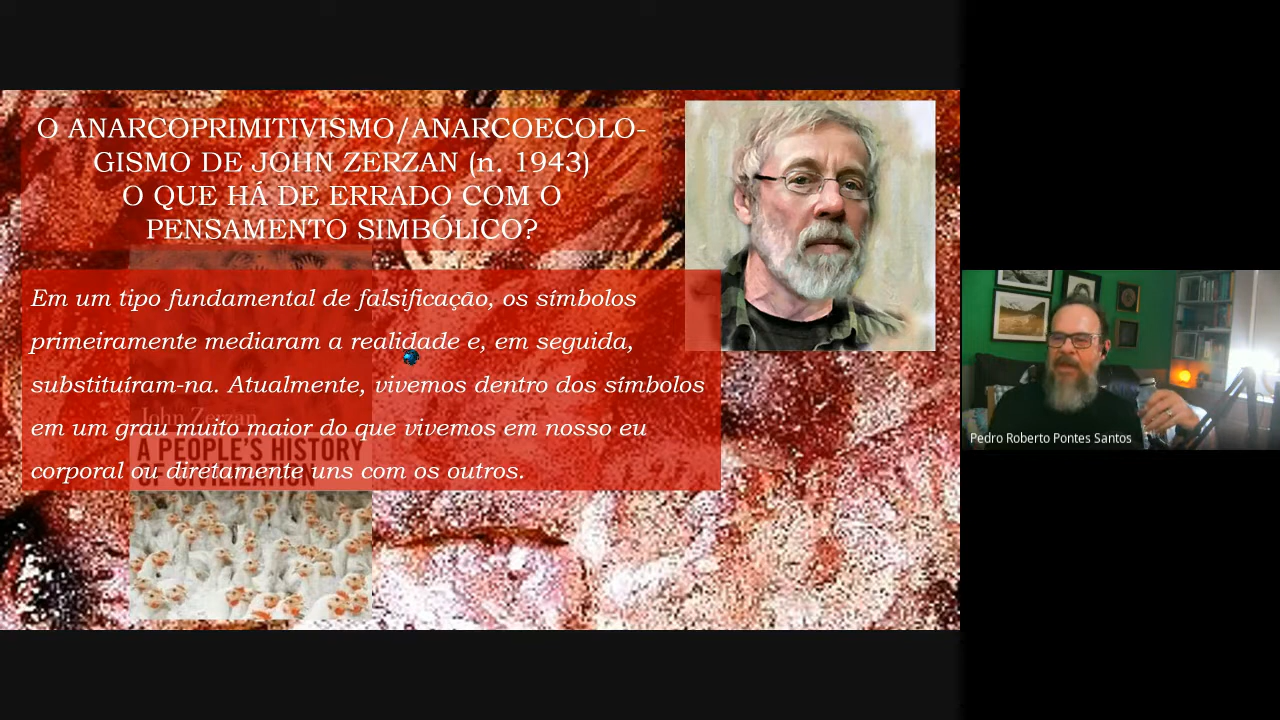 O ANARCOPRIMITIVISMO/ANARCOECOLO-
GISMO DE JOHN ZERZAN (n. 1943)
O QUE HÁ DE ERRADO COM O
PENSAMENTO SIMBÓLICO?
Em um tipo fundamental de falsificação, os símbolos
primeiramente mediaram a realidade e, em seguida,
substituíram-na. Atualmente, vivemos dentro dos símbolos
em um grau muito maior do que vivemos em nosso eu
corporal ou diretamente uns com os outros.
John Zerzan
A PEOPLE'S HISTORY
OF CIVILIZATION
Pedro Roberto Pontes Santos